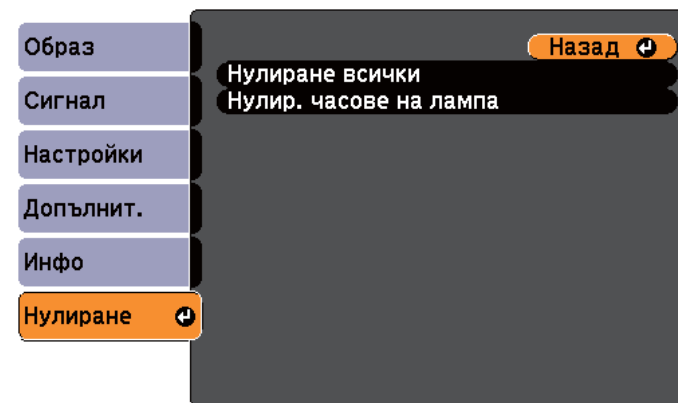 Образ
Сигнал
Настройки
Допълнит.
Инфо
Нулиране
Назад
Нулиране всички
Нулир. часове на лампа